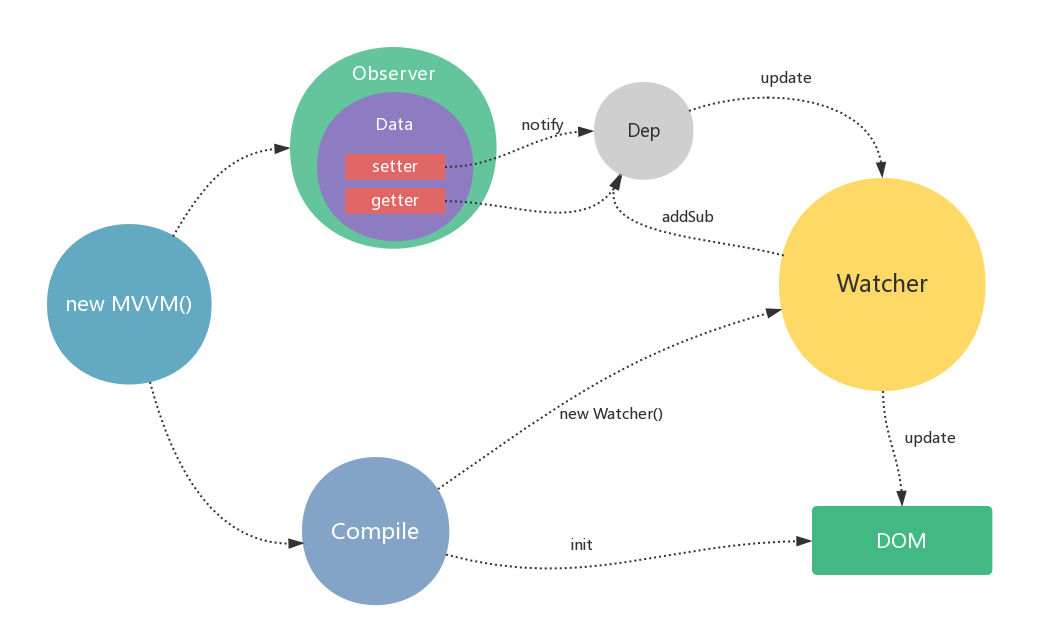 Observer
Data
setter
getter
notify
Dep
update
addSub
Watcher
new MVVM()
new Watcher()
update
Compile
init
DOM